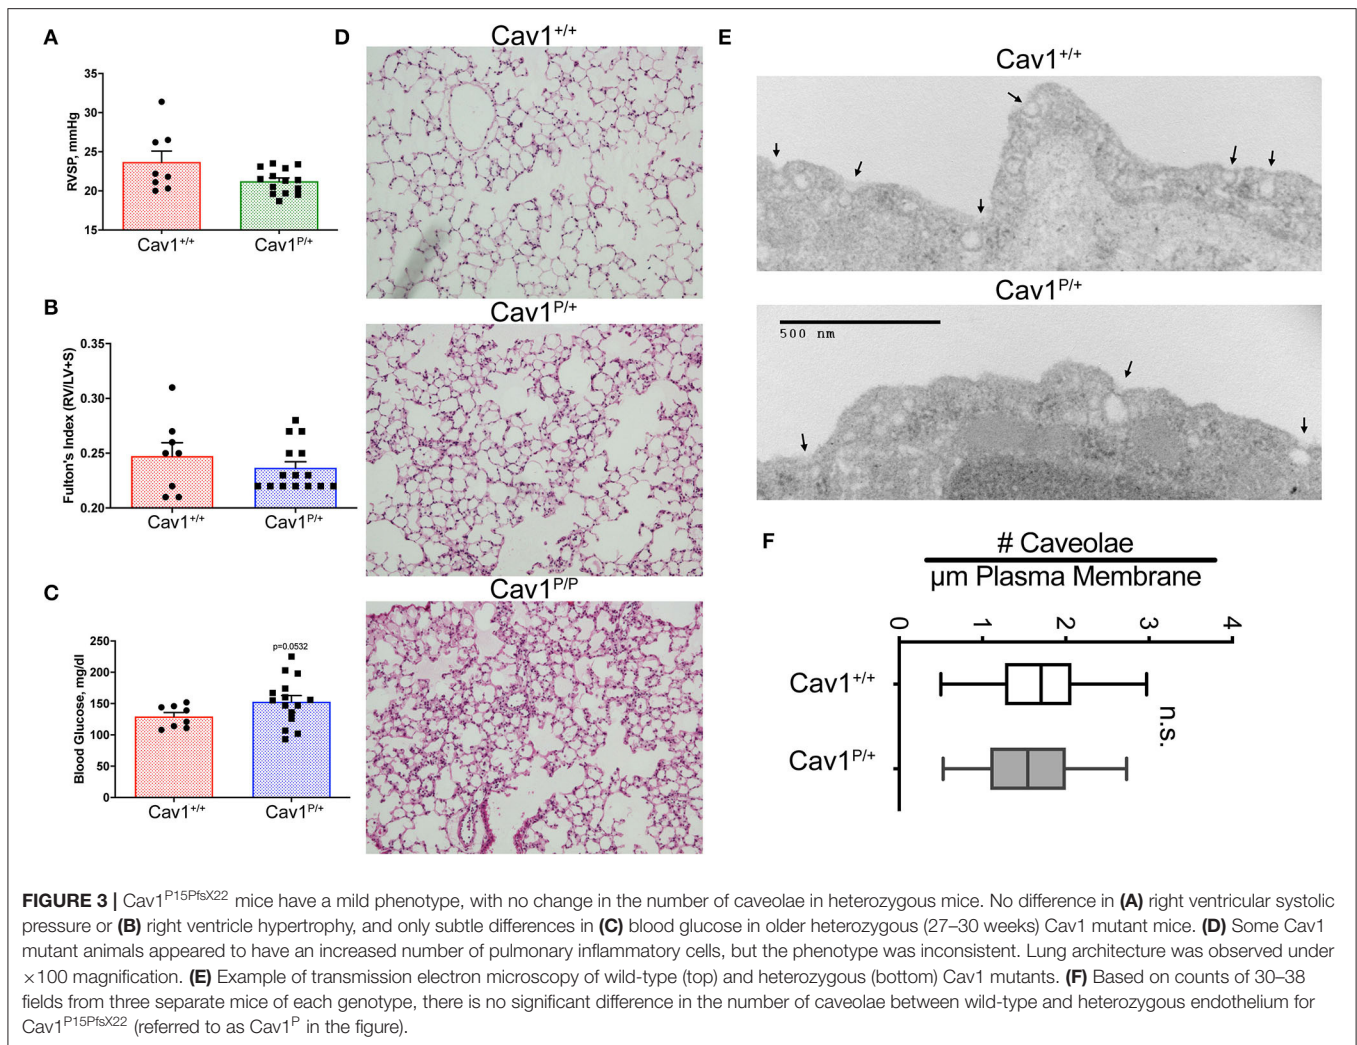 A
RVSP, mmHg
35
30
25
20
15
Cav1+/+
CavP/+
B
Fulton's Index (RV/LV+S)
0.35
0.30
0.25
0.20
Cav1+/+
Cav1P/+
C
Blood Glucose, mg/dl
250
200
150
100
50
0
p=0.0532
Cav1+/+
Cav1P/+
D
Cav1+/+
Cav1P/+
Cav1P/P
E
Cav1+/+
Cav1P/+
500 nm
F
# Caveolae
µm Plasma Membrane
0
1
2
3
4
Cav1+/+
Cav1P/+
n.s.
FIGURE 3 | Cav1P15PfsX22 mice have a mild phenotype, with no change in the number of caveolae in heterozygous mice. No difference in (A) right ventricular systolic
pressure or (B) right ventricle hypertrophy, and only subtle differences in (C) blood glucose in older heterozygous (27–30 weeks) Cav1 mutant mice. (D) Some Cav1
mutant animals appeared to have an increased number of pulmonary inflammatory cells, but the phenotype was inconsistent. Lung architecture was observed under
×100 magnification. (E) Example of transmission electron microscopy of wild-type (top) and heterozygous (bottom) Cav1 mutants. (F) Based on counts of 30–38
fields from three separate mice of each genotype, there is no significant difference in the number of caveolae between wild-type and heterozygous endothelium for
Cav1P15PfsX22 (referred to as Cav1P in the figure).